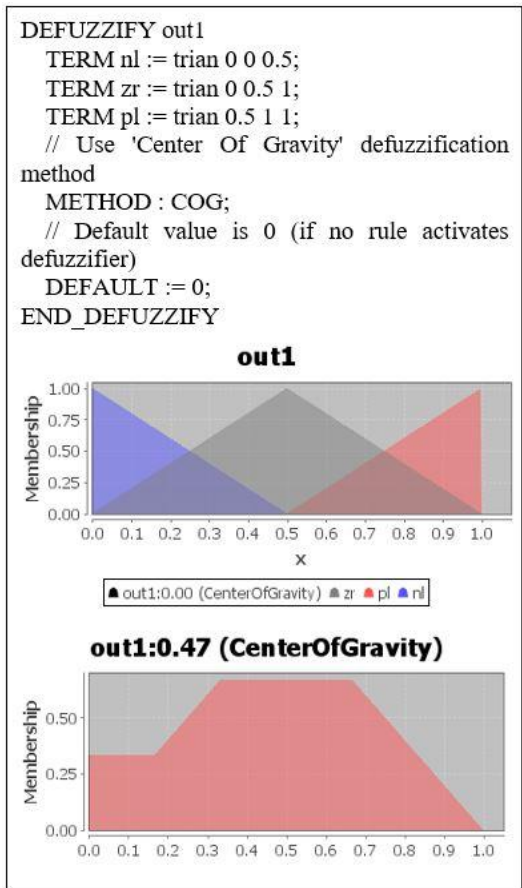 DEFUZZIFY out1
TERM nl := trian 0 0 0.5;
TERM zr := trian 0 0.5 1;
TERM pl := trian 0.5 1 1;
// Use 'Center Of Gravity' defuzzification
method
METHOD : COG;
// Default value is 0 (if no rule activates
defuzzifier)
DEFAULT := 0;
END_DEFUZZIFY
out1
Membership
1.00
0.75
0.50
0.25
0.00
0.0 0.1 0.2 0.3 0.4 0.5 0.6 0.7 0.8 0.9 1.0
x
out1:0.00 (CenterOfGravity) zr pl nl
out1:0.47 (CenterOfGravity)
Membership
0.50
0.25
0.00
0.0 0.1 0.2 0.3 0.4 0.5 0.6 0.7 0.8 0.9 1.0